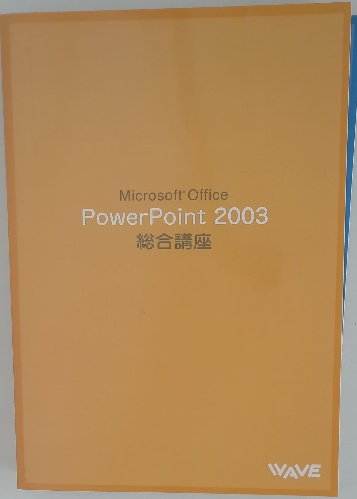 Microsoft® Office
PowerPoint 2003
総合講座
WAVE